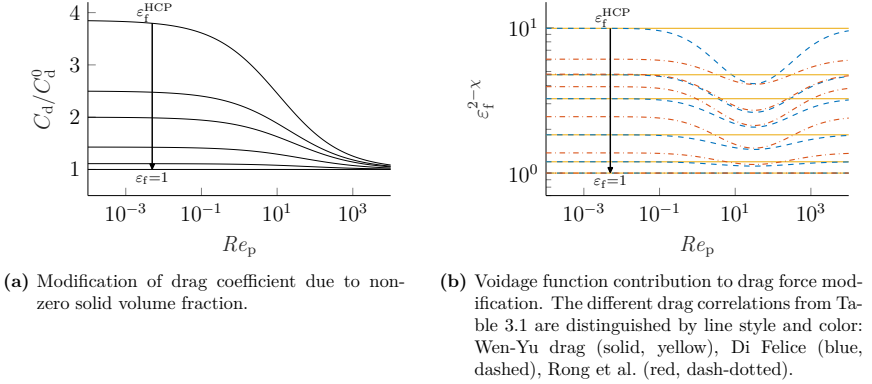 4
3
2
1
C_d/C_d^0
ε_f^HCP
ε_f=1
10^−3
10^−1
10^1
10^3
Re_p
10^1
10^0
ε_f^{2−χ}
ε_f^HCP
ε_f=1
10^−3
10^−1
10^1
10^3
Re_p
(a) Modification of drag coefficient due to non-
zero solid volume fraction.
(b) Voidage function contribution to drag force mod-
ification. The different drag correlations from Ta-
ble 3.1 are distinguished by line style and color:
Wen-Yu drag (solid, yellow), Di Felice (blue,
dashed), Rong et al. (red, dash-dotted).